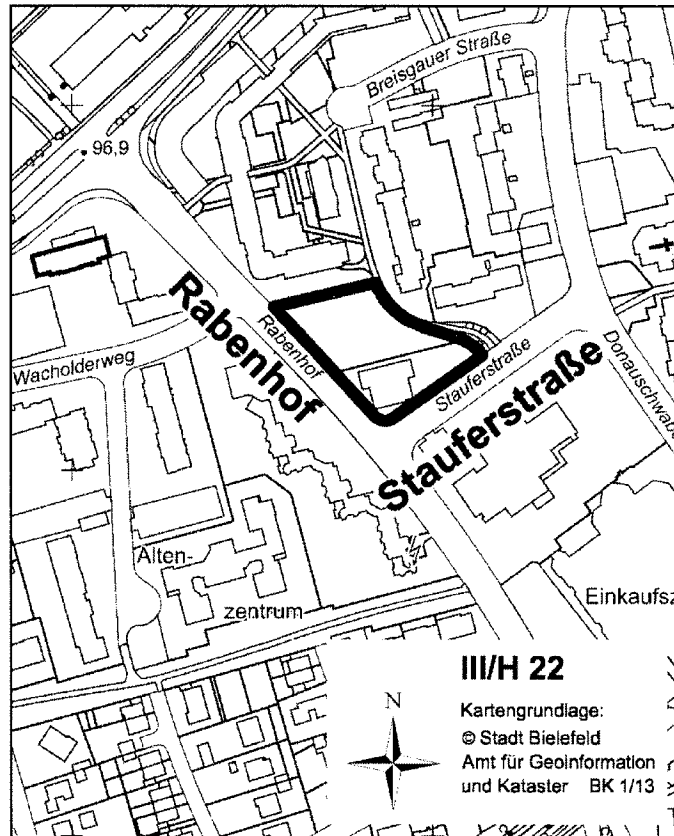 Breisgauer Straße
96,9
Rabenhof
Rabenhof
Wacholderweg
Stauferstraße
Stauferstraße
Donauschwabe
Alten-
zentrum
Einkaufsz
III/H 22
N
Kartengrundlage:
© Stadt Bielefeld
Amt für Geoinformation
und Kataster BK 1/13